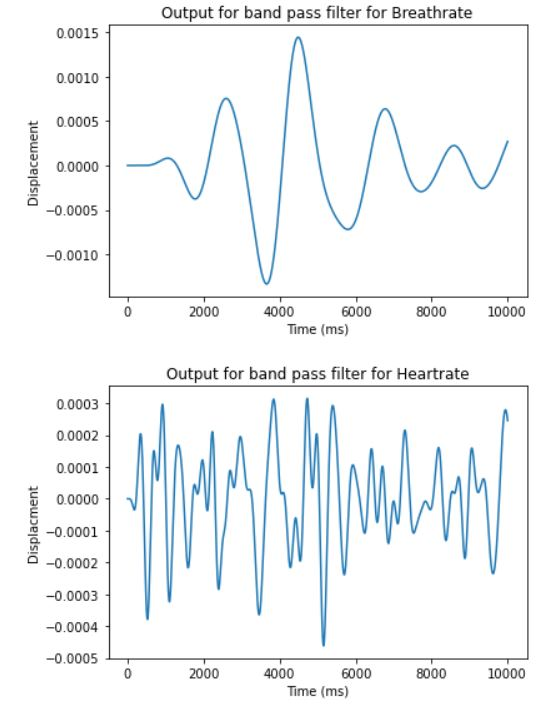 Output for band pass filter for Breathrate
0.0015
0.0010
0.0005
0.0000
−0.0005
−0.0010
Displacement
0 2000 4000 6000 8000 10000
Time (ms)
Output for band pass filter for Heartrate
0.0003
0.0002
0.0001
0.0000
−0.0001
−0.0002
−0.0003
−0.0004
−0.0005
Displacment
0 2000 4000 6000 8000 10000
Time (ms)